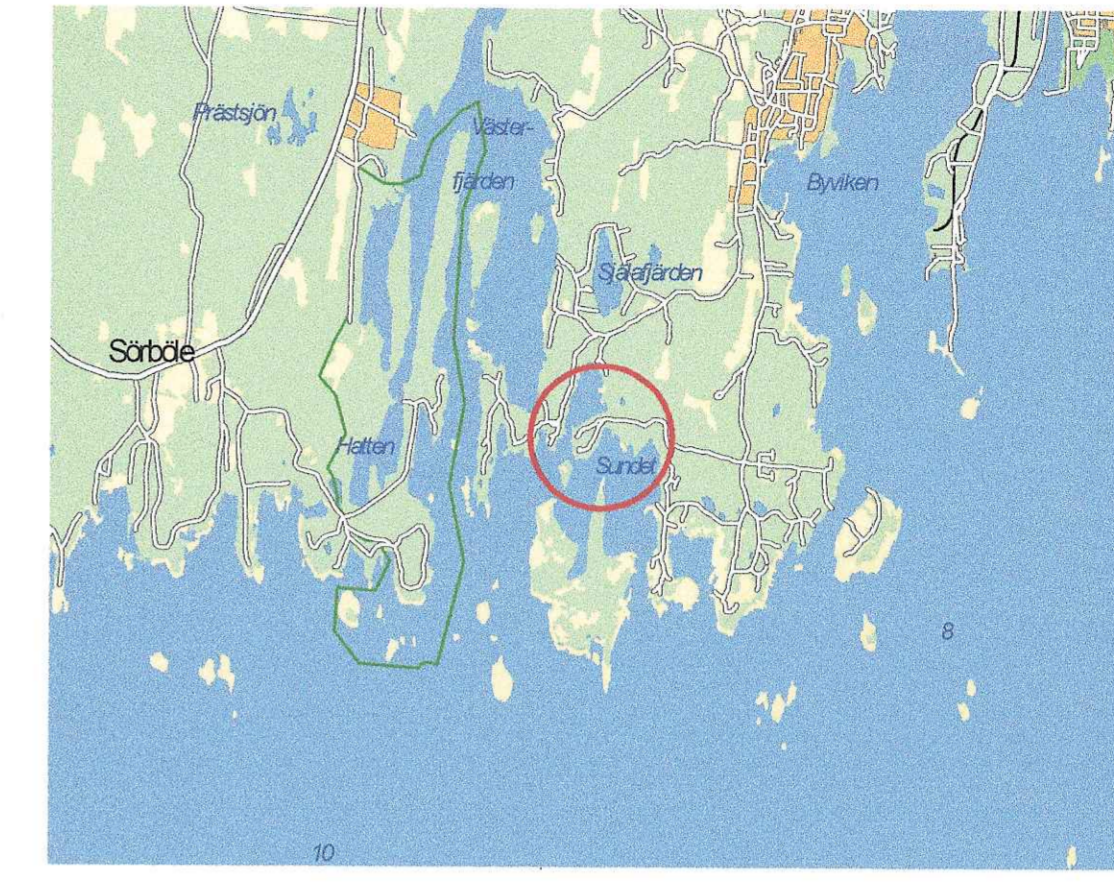 Prästsjön
Väster-
fjärden
Byviken
Själafjärden
Sörböle
Hatten
Sundet
8
10